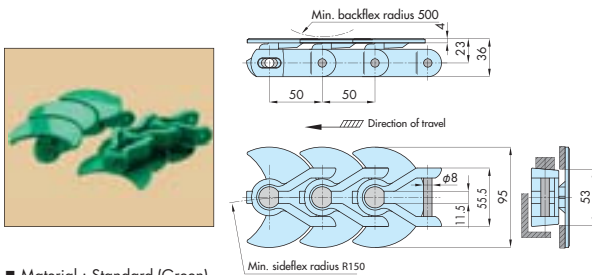 Min. backflex radius 500
4
23
36
50
50
Direction of travel
ϕ8
11.5
55.5
95
53
Min. sideflex radius R150
■ Material : Standard (Green)